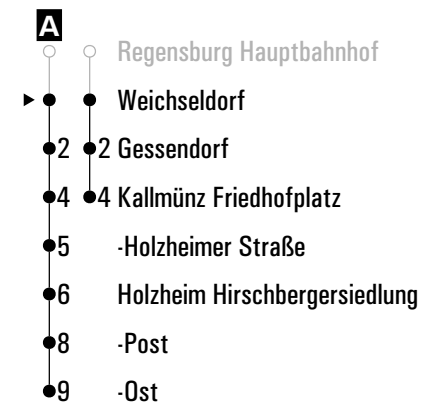 A
Regensburg Hauptbahnhof
Weichseldorf
2 2 Gessendorf
4 4 Kallmünz Friedhofplatz
5 -Holzheimer Straße
6 Holzheim Hirschbergersiedlung
8 -Post
9 -Ost